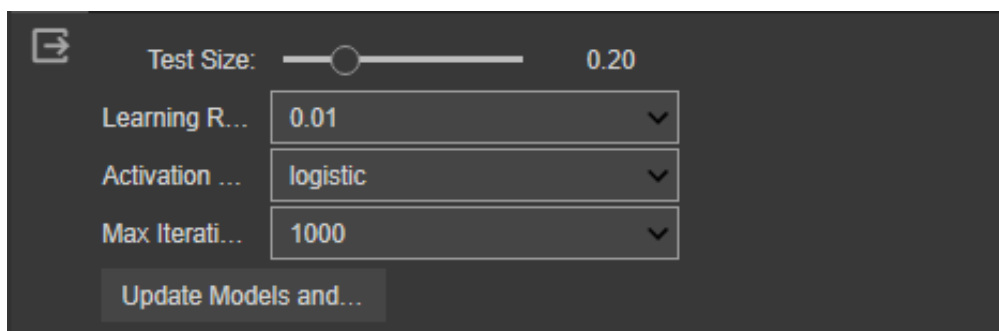 Test Size: 0.20
Learning R... 0.01
Activation ... logistic
Max Iterati... 1000
Update Models and...